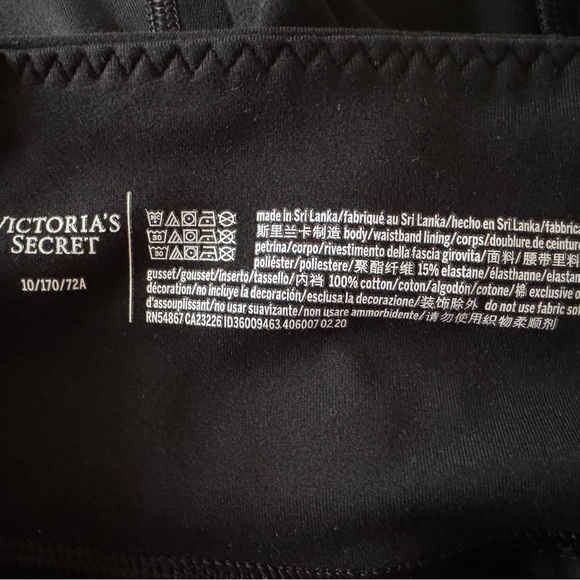 VICTORIA'S
SECRET
10/170/72A
made in Sri Lanka/fabriqué au Sri Lanka/hecho en Sri Lanka/fabbrica
斯里兰卡制造 body/waistband lining/corps/doublure de ceintur
petrina/corpo/rivestimento della fascia girovita/面料/腰带里料
poliéster/poliestere/聚酯纤维 15% elastane/élasthanne/elastan
gusset/gousset/inserto/tassello/内裆 100% cotton/coton/algodón/cotone/棉 exclusive o
décoration/no incluye la decoración/esclusa la decorazione/装饰除外 do not use fabric sof
d'assouplissant/no usar suavizante/non usare ammorbidente/请勿使用织物柔顺剂
RN54867 CA23226 ID36009463 406007 02 20